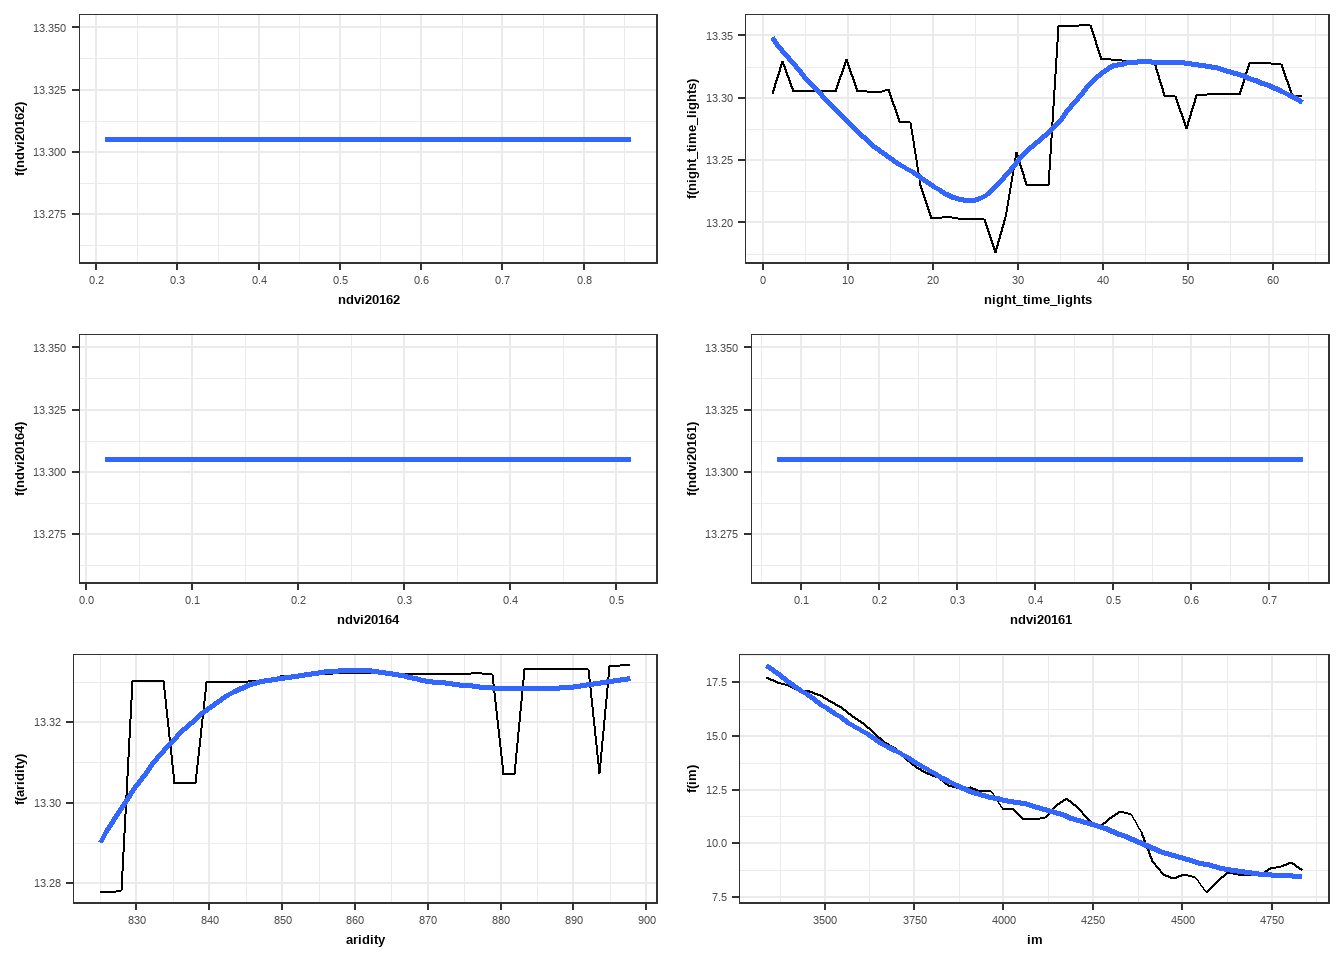 13.350
13.325
13.300
13.275
f(ndvi20162)
0.2 0.3 0.4 0.5 0.6 0.7 0.8
ndvi20162
13.35
13.30
13.25
13.20
f(night_time_lights)
0 10 20 30 40 50 60
night_time_lights
13.350
13.325
13.300
13.275
f(ndvi20164)
0.0 0.1 0.2 0.3 0.4 0.5
ndvi20164
13.350
13.325
13.300
13.275
f(ndvi20161)
0.1 0.2 0.3 0.4 0.5 0.6 0.7
ndvi20161
13.32
13.30
13.28
f(aridity)
830 840 850 860 870 880 890 900
aridity
17.5
15.0
12.5
10.0
7.5
f(im)
3500 3750 4000 4250 4500 4750
im